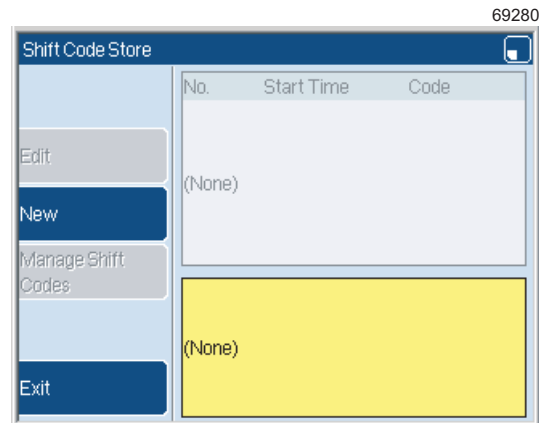 69280
Shift Code Store
No. Start Time Code
Edit
(None)
New
Manage Shift
Codes
(None)
Exit